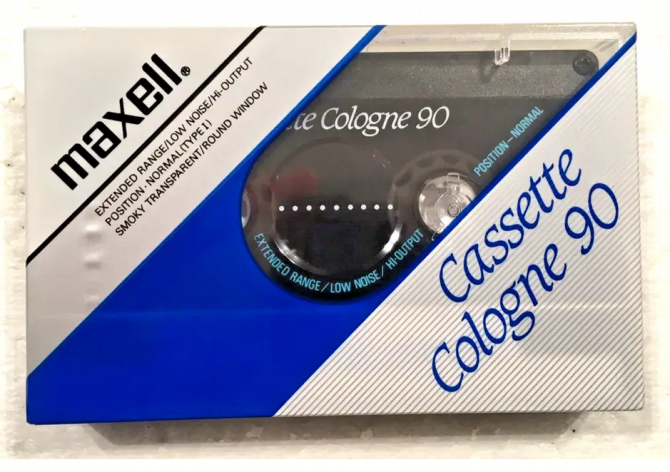 maxell®
EXTENDED RANGE/LOW NOISE/HI-OUTPUT
POSITION·NORMAL(TYPE I)
SMOKY TRANSPARENT/ROUND WINDOW
te Cologne 90
POSITION–NORMAL
EXTENDED RANGE/LOW NOISE/HI-OUTPUT
Cassette
Cologne 90